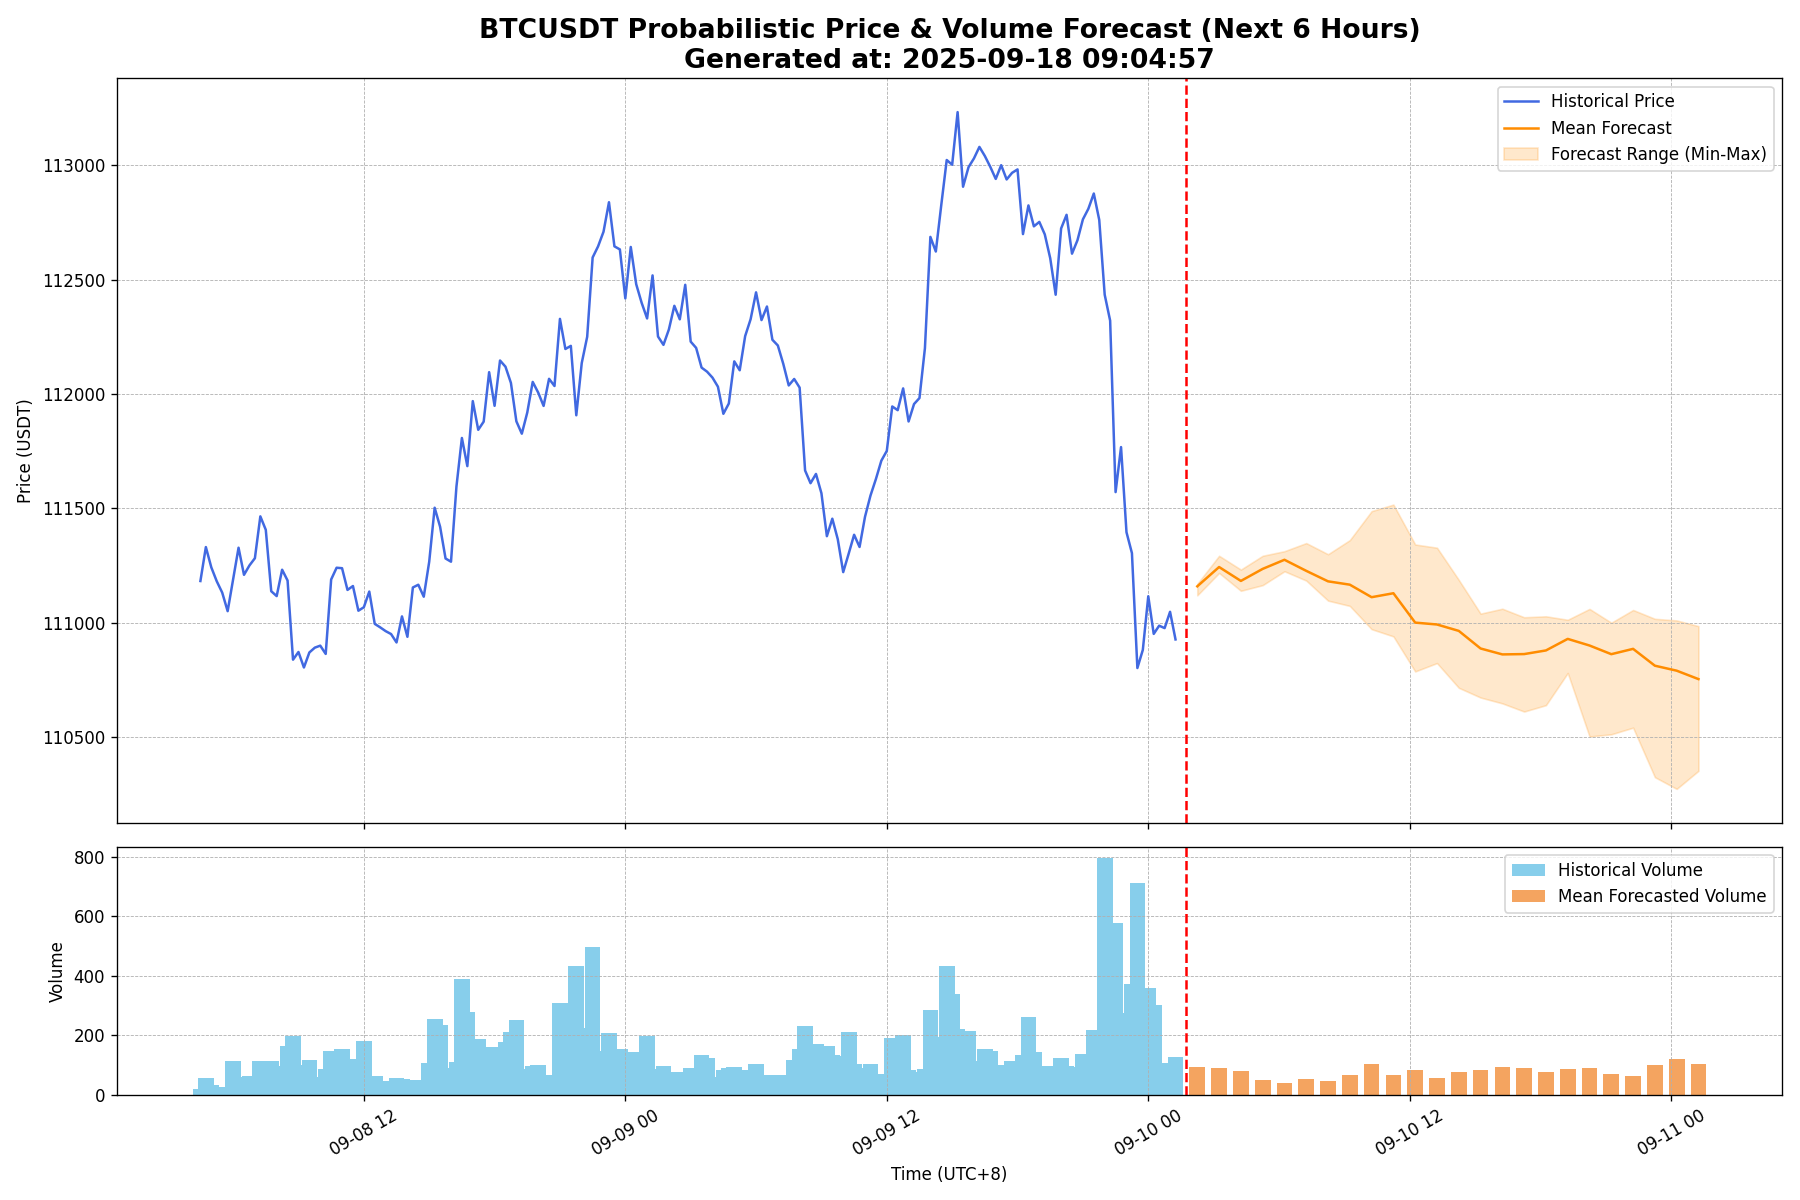 BTCUSDT Probabilistic Price & Volume Forecast (Next 6 Hours)
Generated at: 2025-09-18 09:04:57
Historical Price
Mean Forecast
Forecast Range (Min-Max)
Price (USDT)
113000
112500
112000
111500
111000
110500
Historical Volume
Mean Forecasted Volume
Volume
800
600
400
200
0
09-08 12
09-09 00
09-09 12
09-10 00
09-10 12
09-11 00
Time (UTC+8)